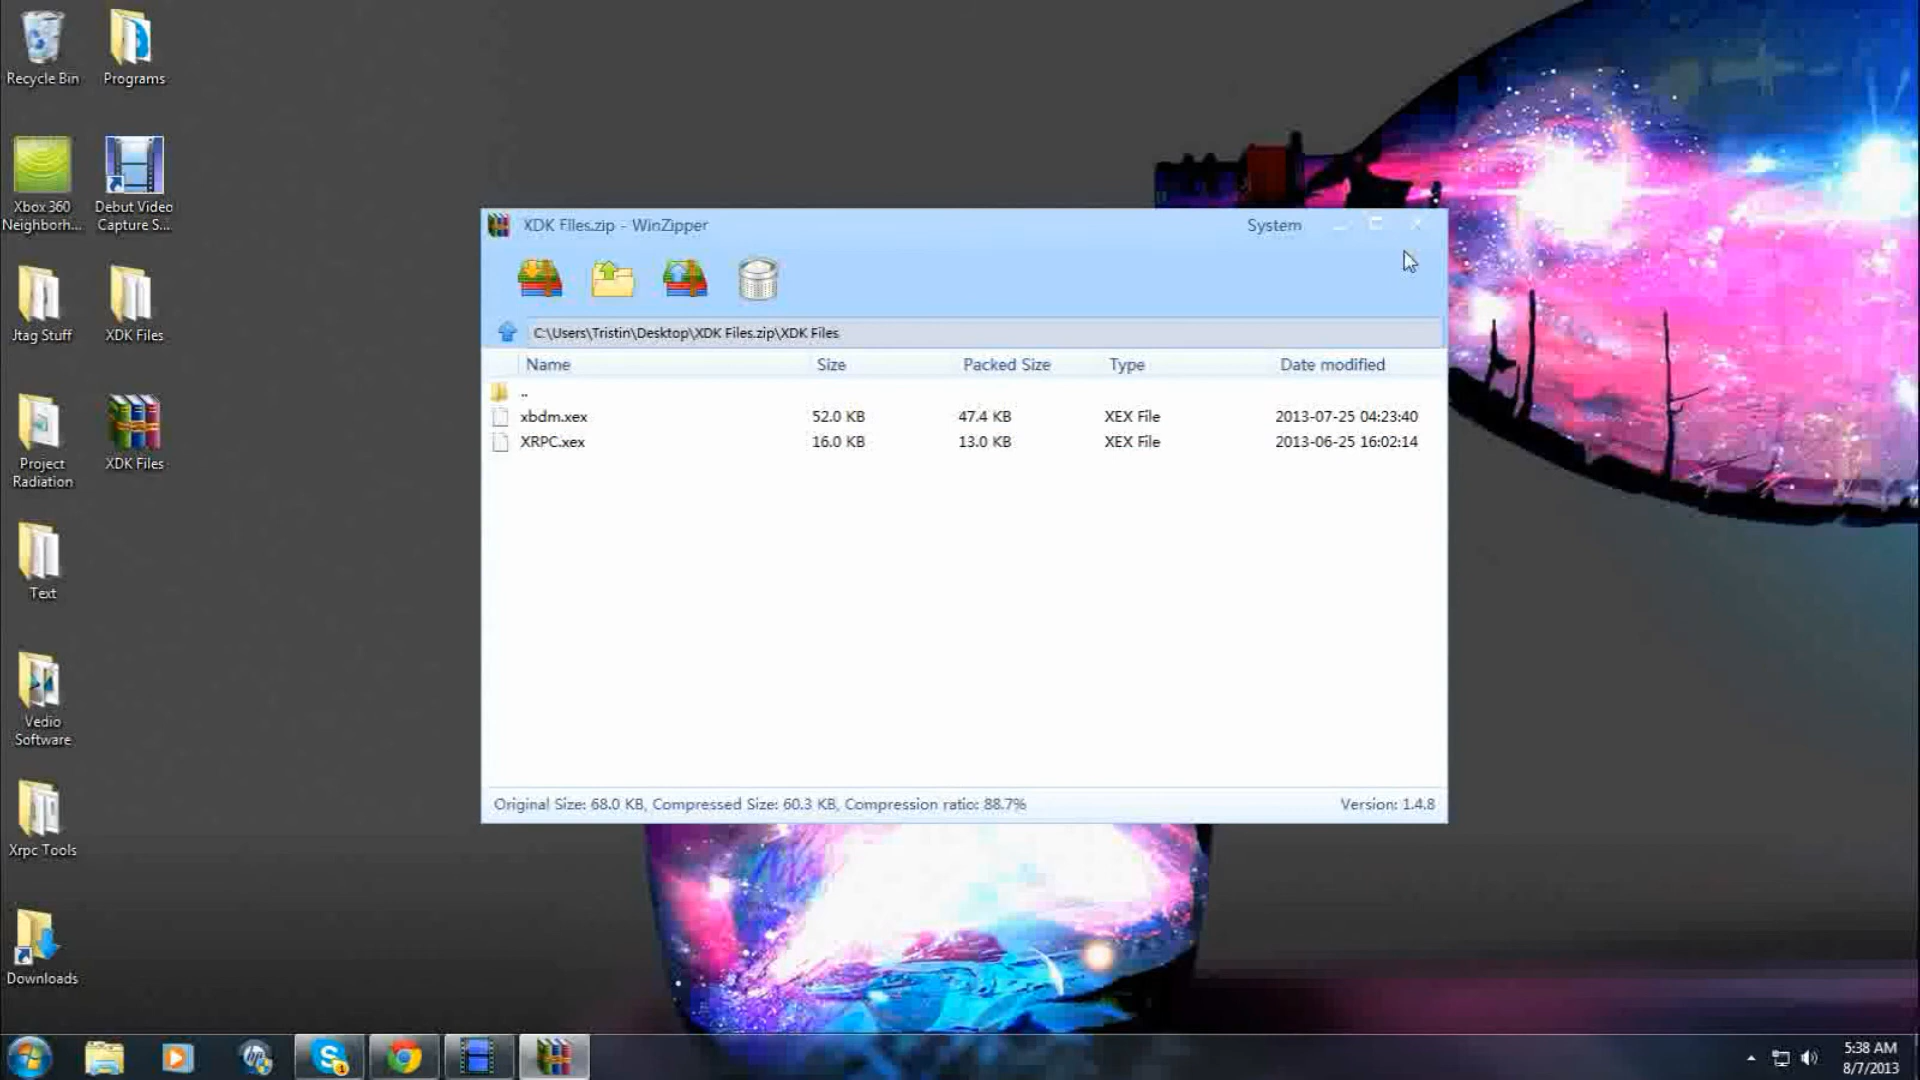 Recycle Bin
Programs
Xbox 360
Neighborh...
Debut Video
Capture S...
Jtag Stuff
XDK Files
Project
Radiation
XDK Files
Text
Vedio
Software
Xrpc Tools
Downloads
XDK FIles.zip - WinZipper
System
C:\Users\Tristin\Desktop\XDK Files.zip\XDK Files
Name Size Packed Size Type Date modified
..
xbdm.xex 52.0 KB 47.4 KB XEX File 2013-07-25 04:23:40
XRPC.xex 16.0 KB 13.0 KB XEX File 2013-06-25 16:02:14
Original Size: 68.0 KB, Compressed Size: 60.3 KB, Compression ratio: 88.7%
Version: 1.4.8
hp
S
1
5:38 AM
8/7/2013